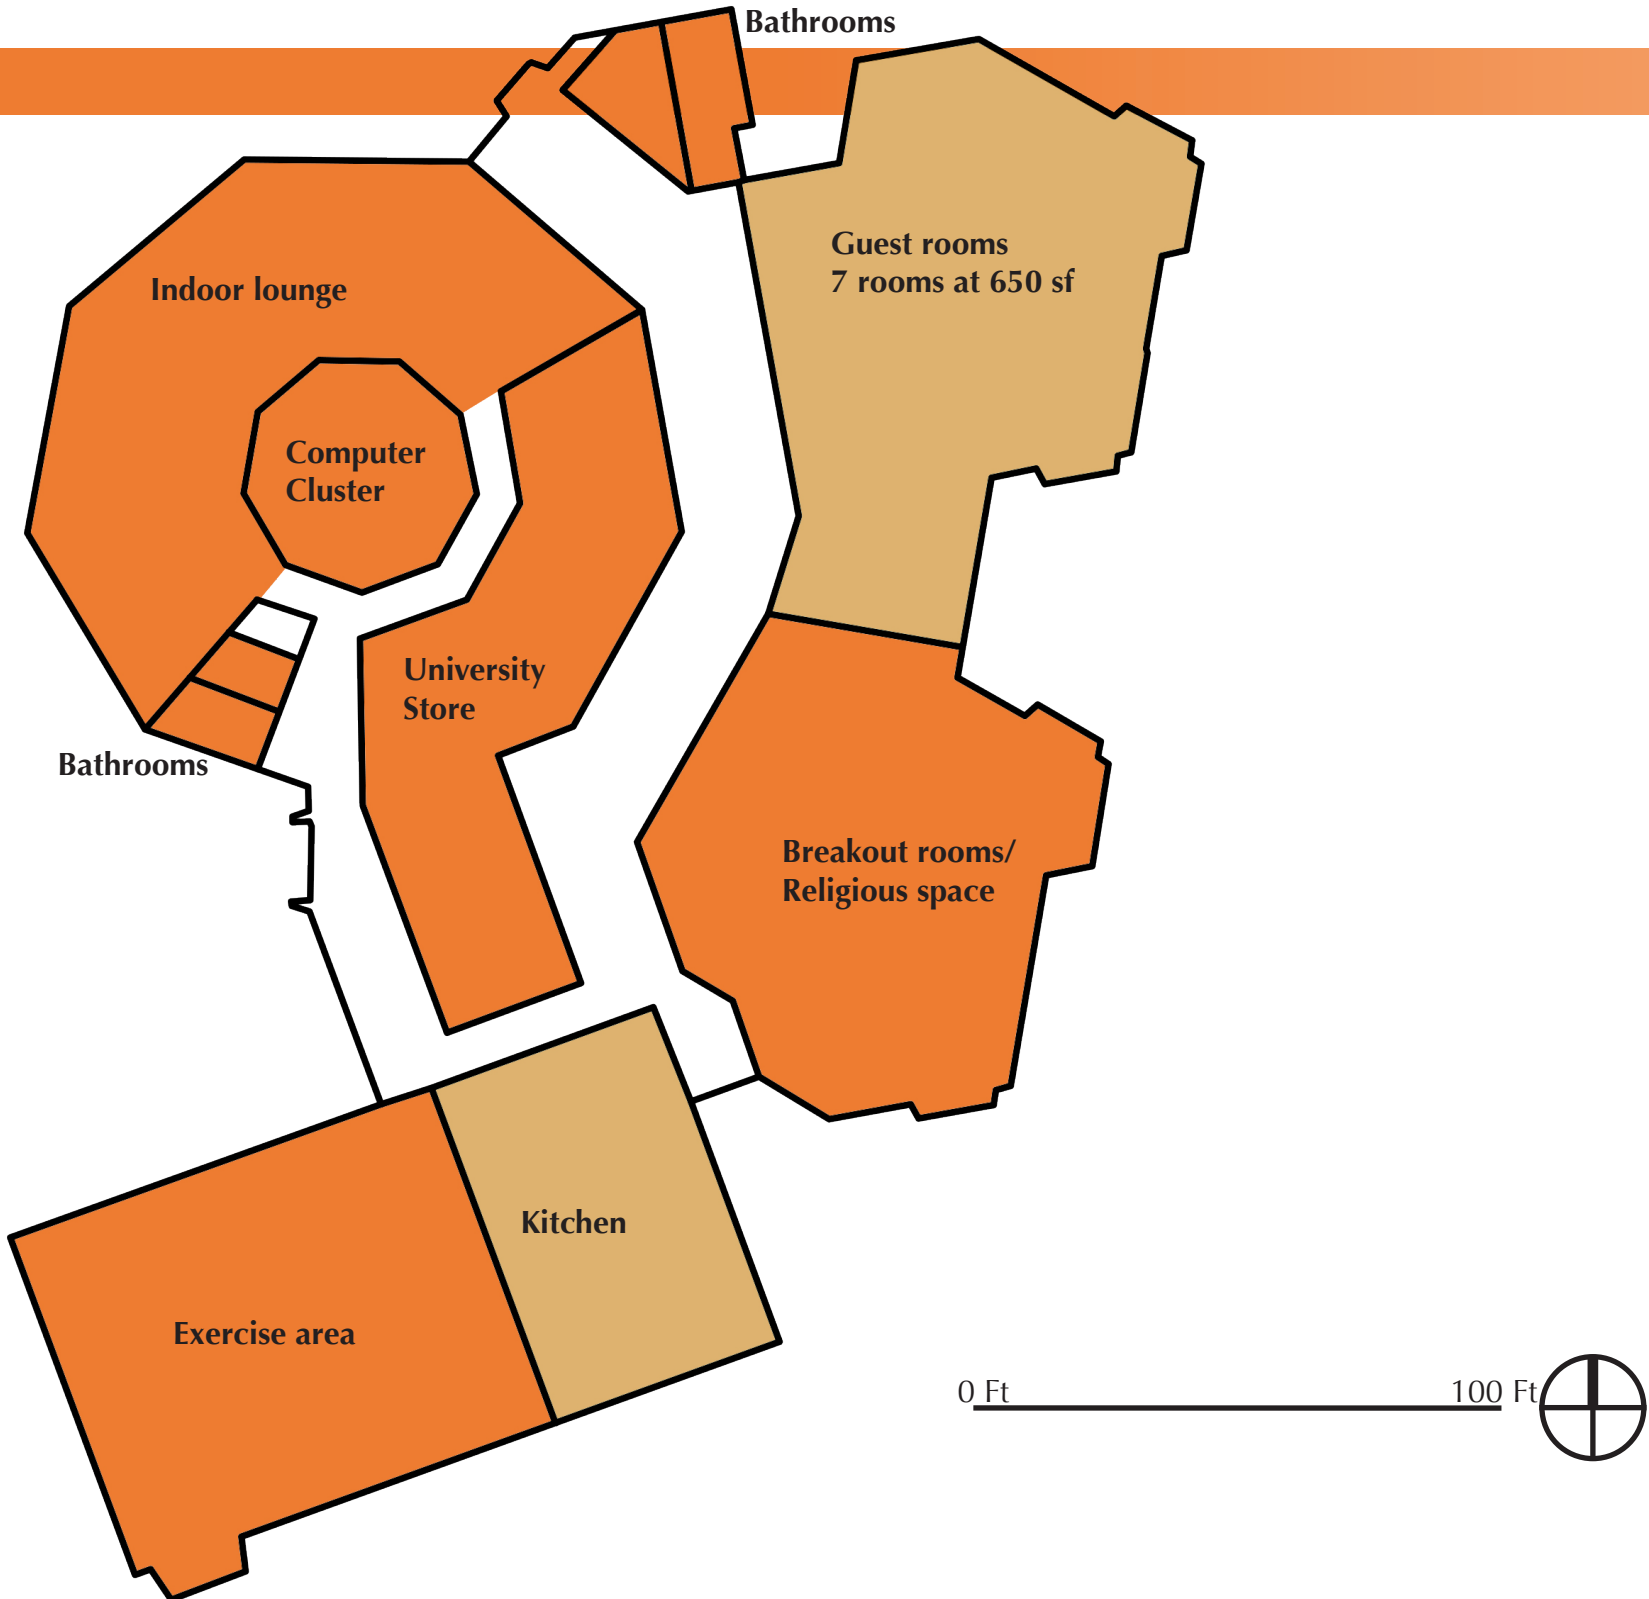 Bathrooms
Guest rooms
7 rooms at 650 sf
Indoor lounge
Computer
Cluster
University
Store
Bathrooms
Breakout rooms/
Religious space
Kitchen
Exercise area
0 Ft
100 Ft